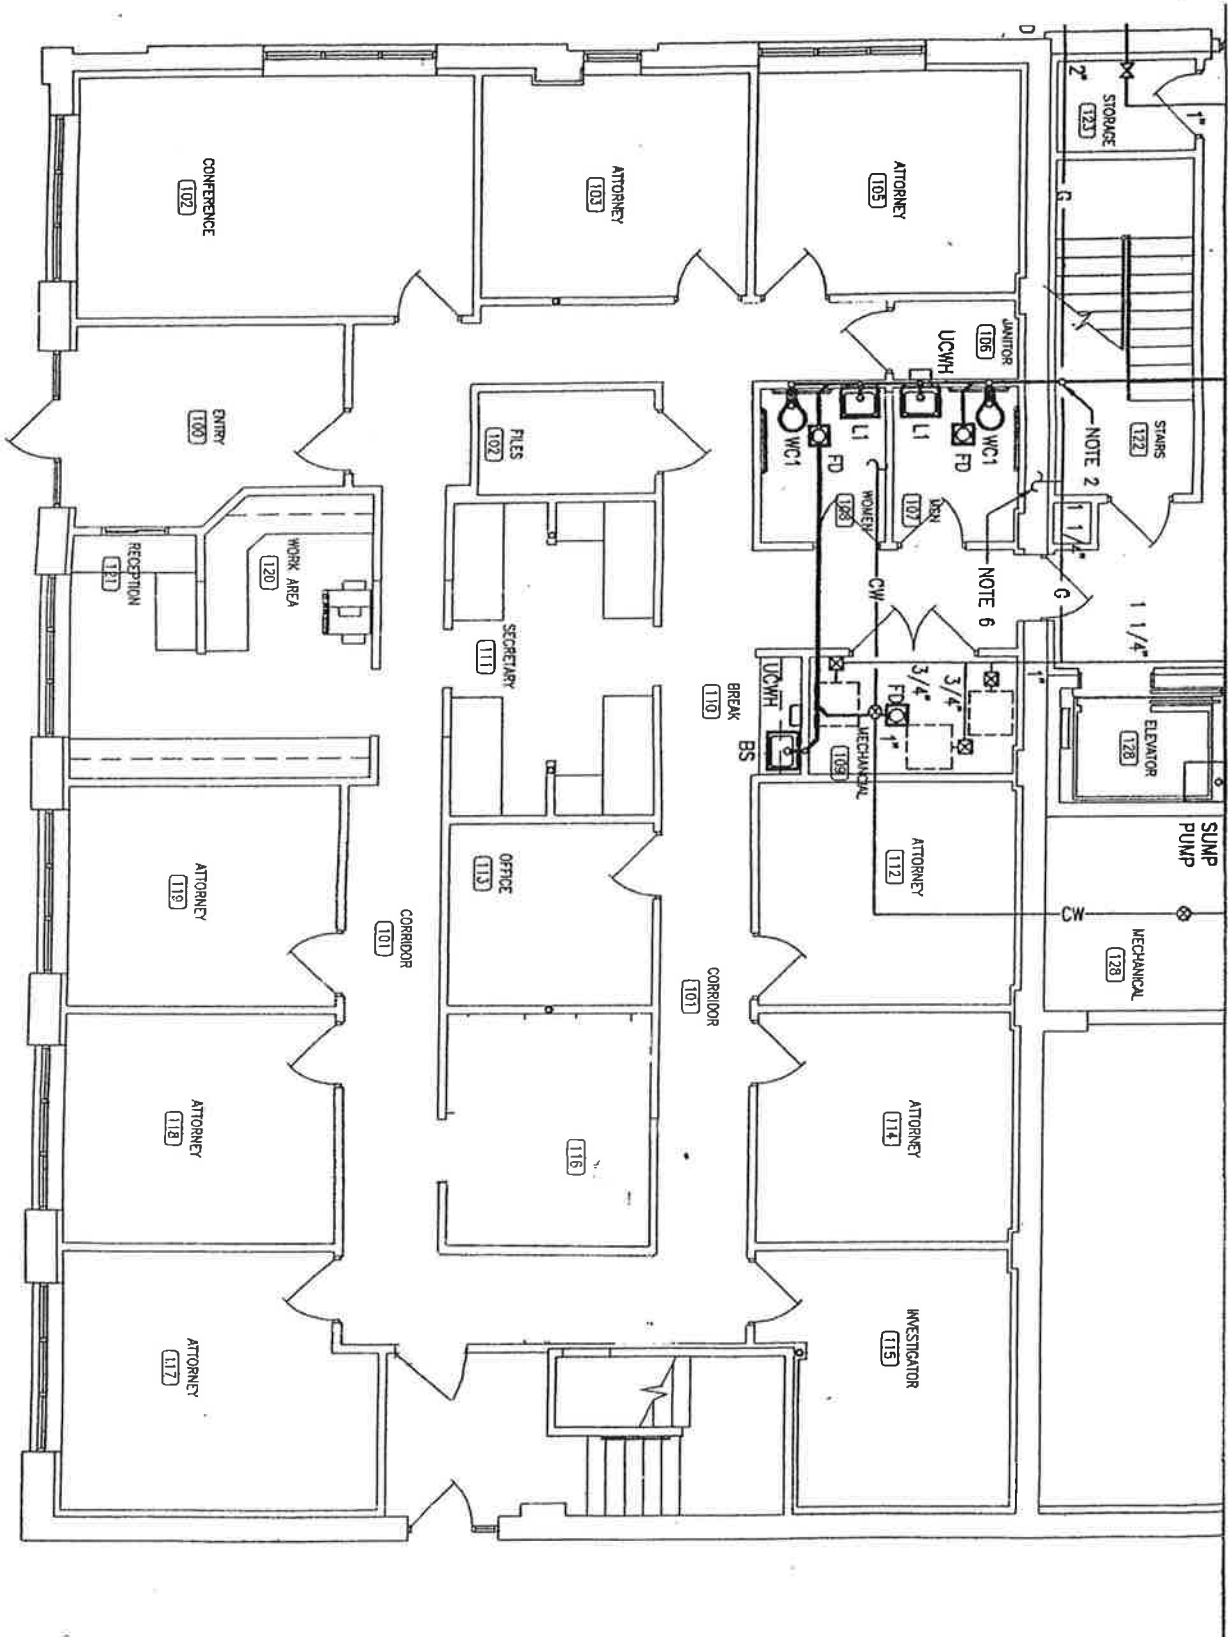 D
2"
STORAGE
123
1"
CONFERENCE
102
ATTORNEY
103
ATTORNEY
105
G
JANITOR
106
UCWH
STAIRS
122
NOTE 2
ENTRY
100
FILES
102
WC1
L1
FD
L1
WC1
FD
WOMEN
108
MEN
107
NOTE 6
1 1/4"
G
1 1/4"
CW
RECEPTION
121
WORK AREA
120
SECRETARY
111
BREAK
110
UCWH
BS
MECHANICAL
109
3/4"
3/4"
FD
1"
1"
ELEVATOR
128
SUMP
PUMP
ATTORNEY
119
OFFICE
113
ATTORNEY
112
CORRIDOR
101
CORRIDOR
101
CW
MECHANICAL
128
ATTORNEY
118
116
ATTORNEY
114
ATTORNEY
117
INVESTIGATOR
115